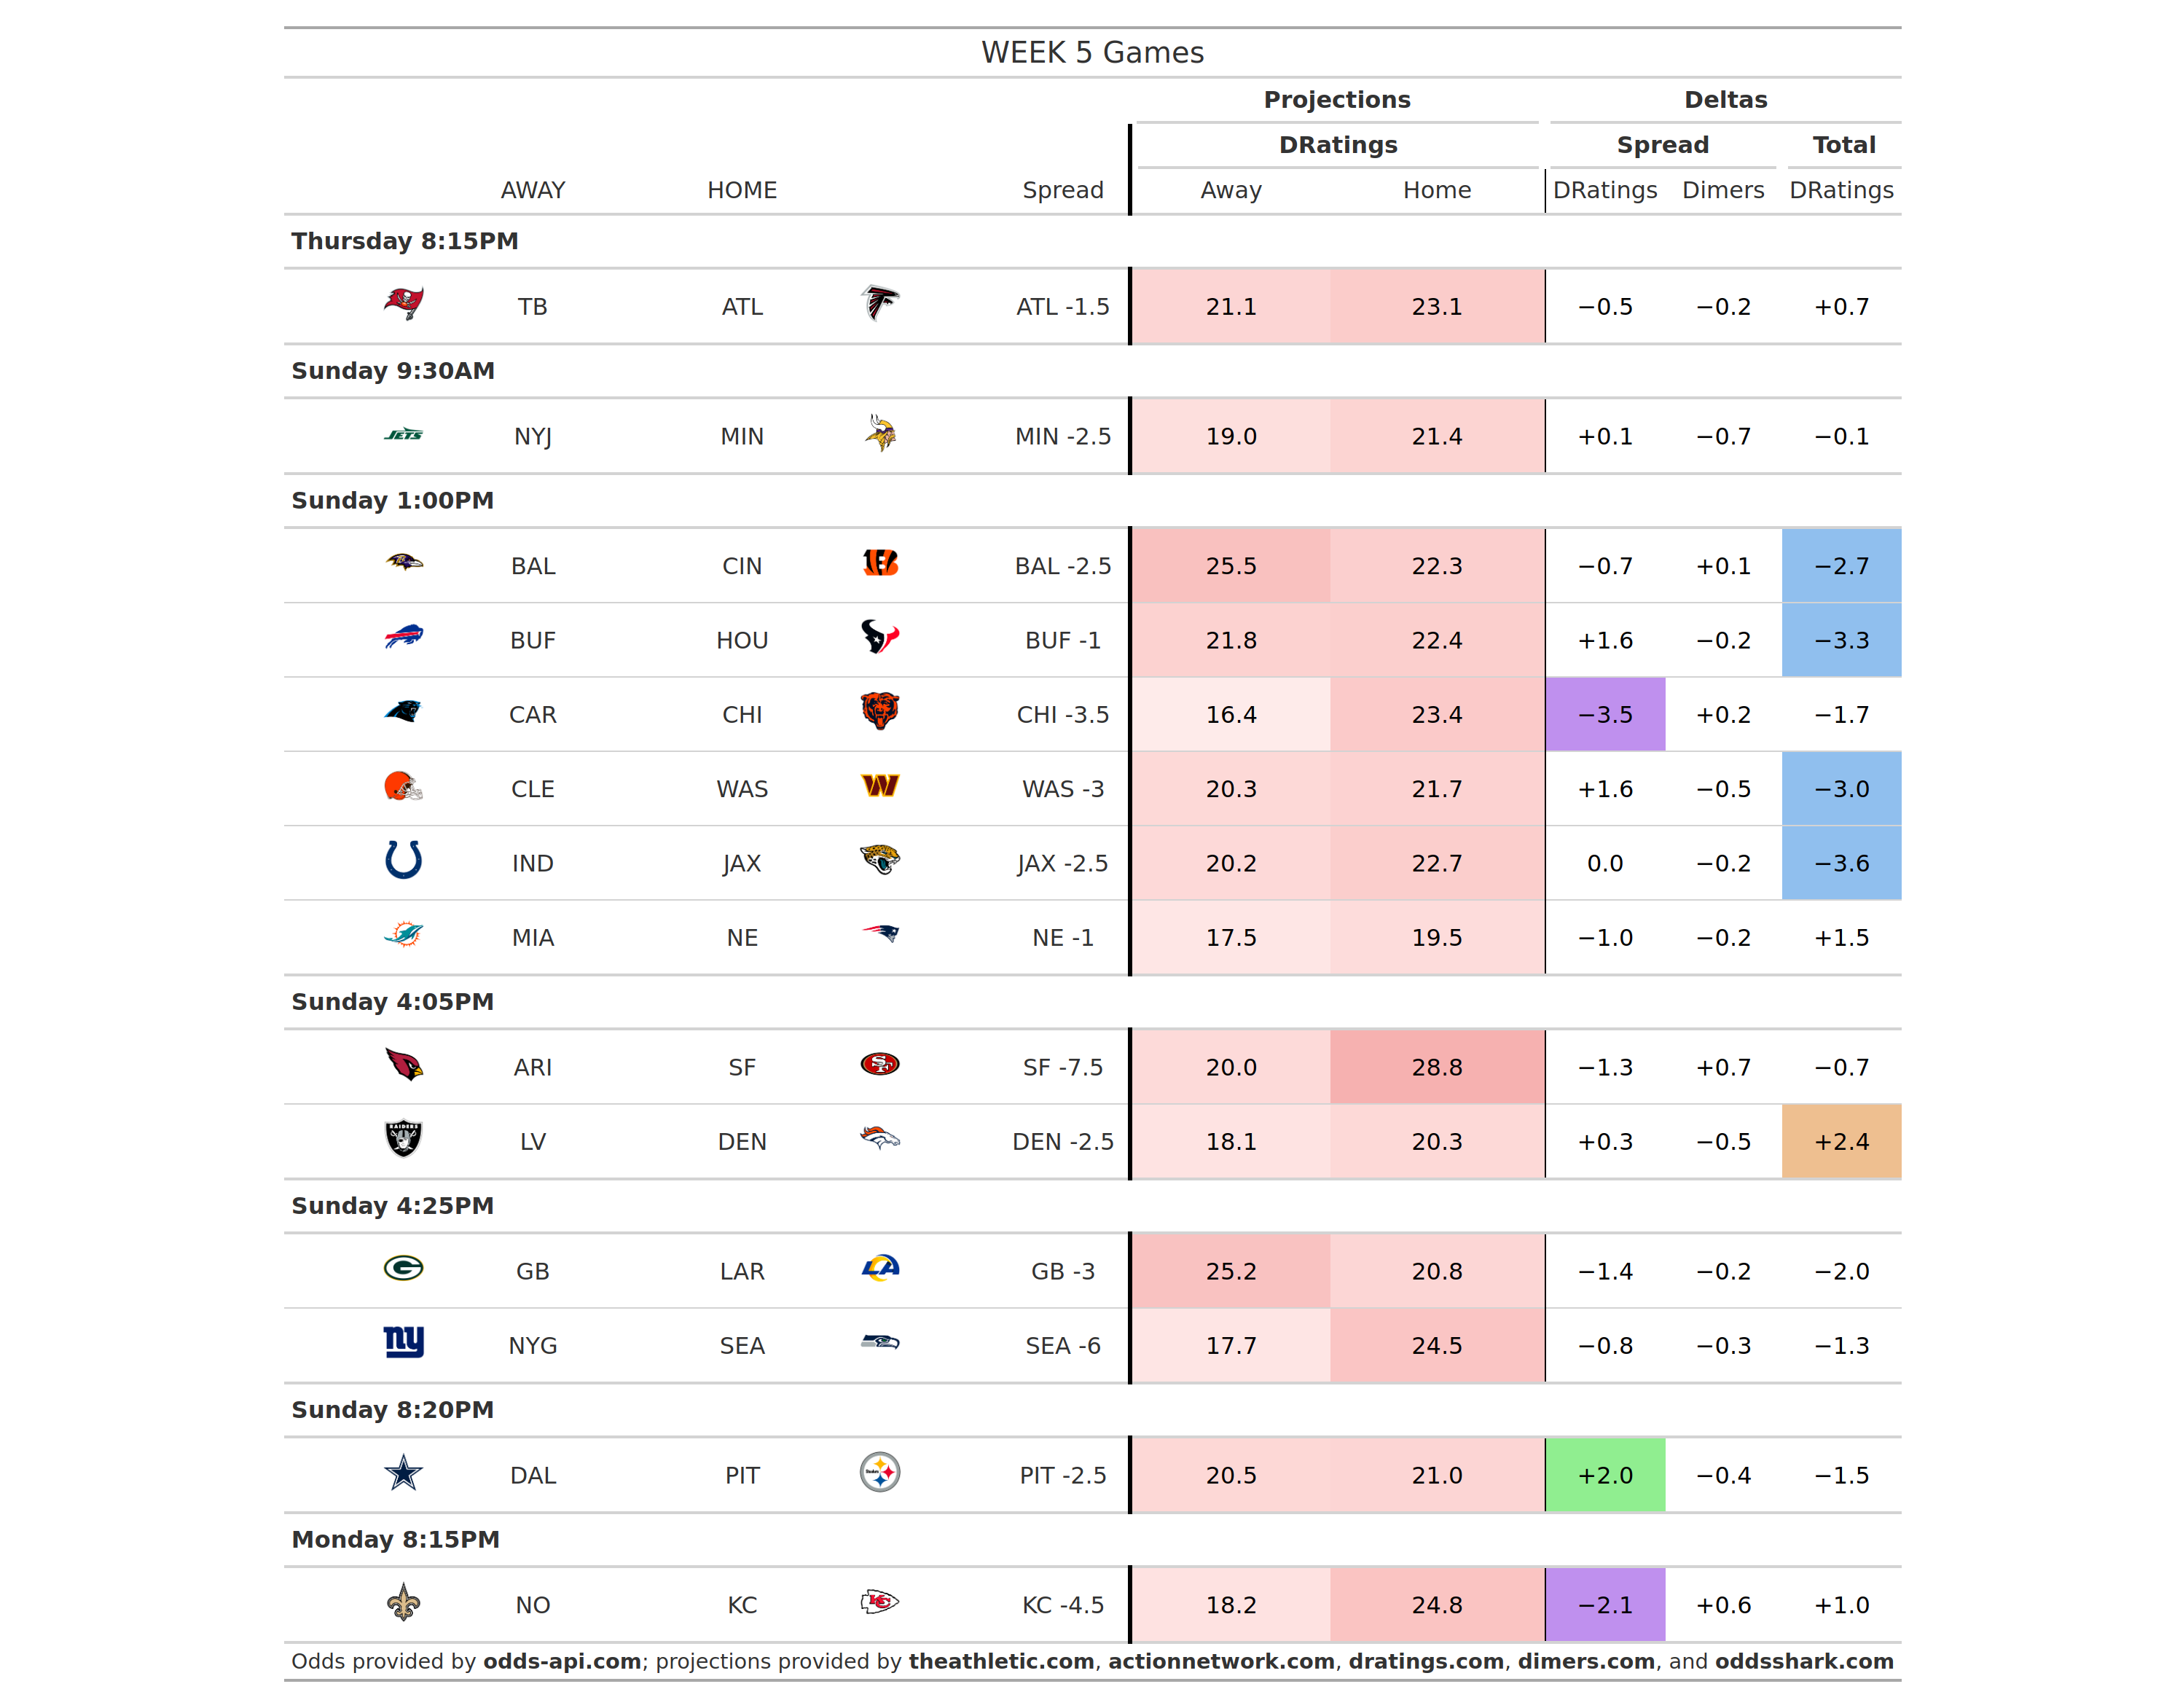 WEEK 5 Games
Projections Deltas
DRatings Spread Total
AWAY HOME Spread Away Home DRatings Dimers DRatings
Thursday 8:15PM
TB ATL ATL -1.5 21.1 23.1 −0.5 −0.2 +0.7
Sunday 9:30AM
JETS NYJ MIN MIN -2.5 19.0 21.4 +0.1 −0.7 −0.1
Sunday 1:00PM
BAL CIN BAL -2.5 25.5 22.3 −0.7 +0.1 −2.7
BUF HOU BUF -1 21.8 22.4 +1.6 −0.2 −3.3
CAR CHI CHI -3.5 16.4 23.4 −3.5 +0.2 −1.7
CLE WAS W WAS -3 20.3 21.7 +1.6 −0.5 −3.0
IND JAX JAX -2.5 20.2 22.7 0.0 −0.2 −3.6
MIA NE NE -1 17.5 19.5 −1.0 −0.2 +1.5
Sunday 4:05PM
ARI SF SF SF -7.5 20.0 28.8 −1.3 +0.7 −0.7
RAIDERS LV DEN DEN -2.5 18.1 20.3 +0.3 −0.5 +2.4
Sunday 4:25PM
G GB LAR LA GB -3 25.2 20.8 −1.4 −0.2 −2.0
ny NYG SEA SEA -6 17.7 24.5 −0.8 −0.3 −1.3
Sunday 8:20PM
DAL PIT Steelers PIT -2.5 20.5 21.0 +2.0 −0.4 −1.5
Monday 8:15PM
NO KC KC KC -4.5 18.2 24.8 −2.1 +0.6 +1.0
Odds provided by odds-api.com; projections provided by theathletic.com, actionnetwork.com, dratings.com, dimers.com, and oddsshark.com